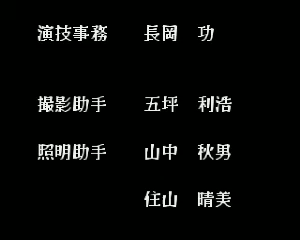 演技事務　長岡　功
撮影助手　五坪　利浩
照明助手　山中　秋男
住山　晴美